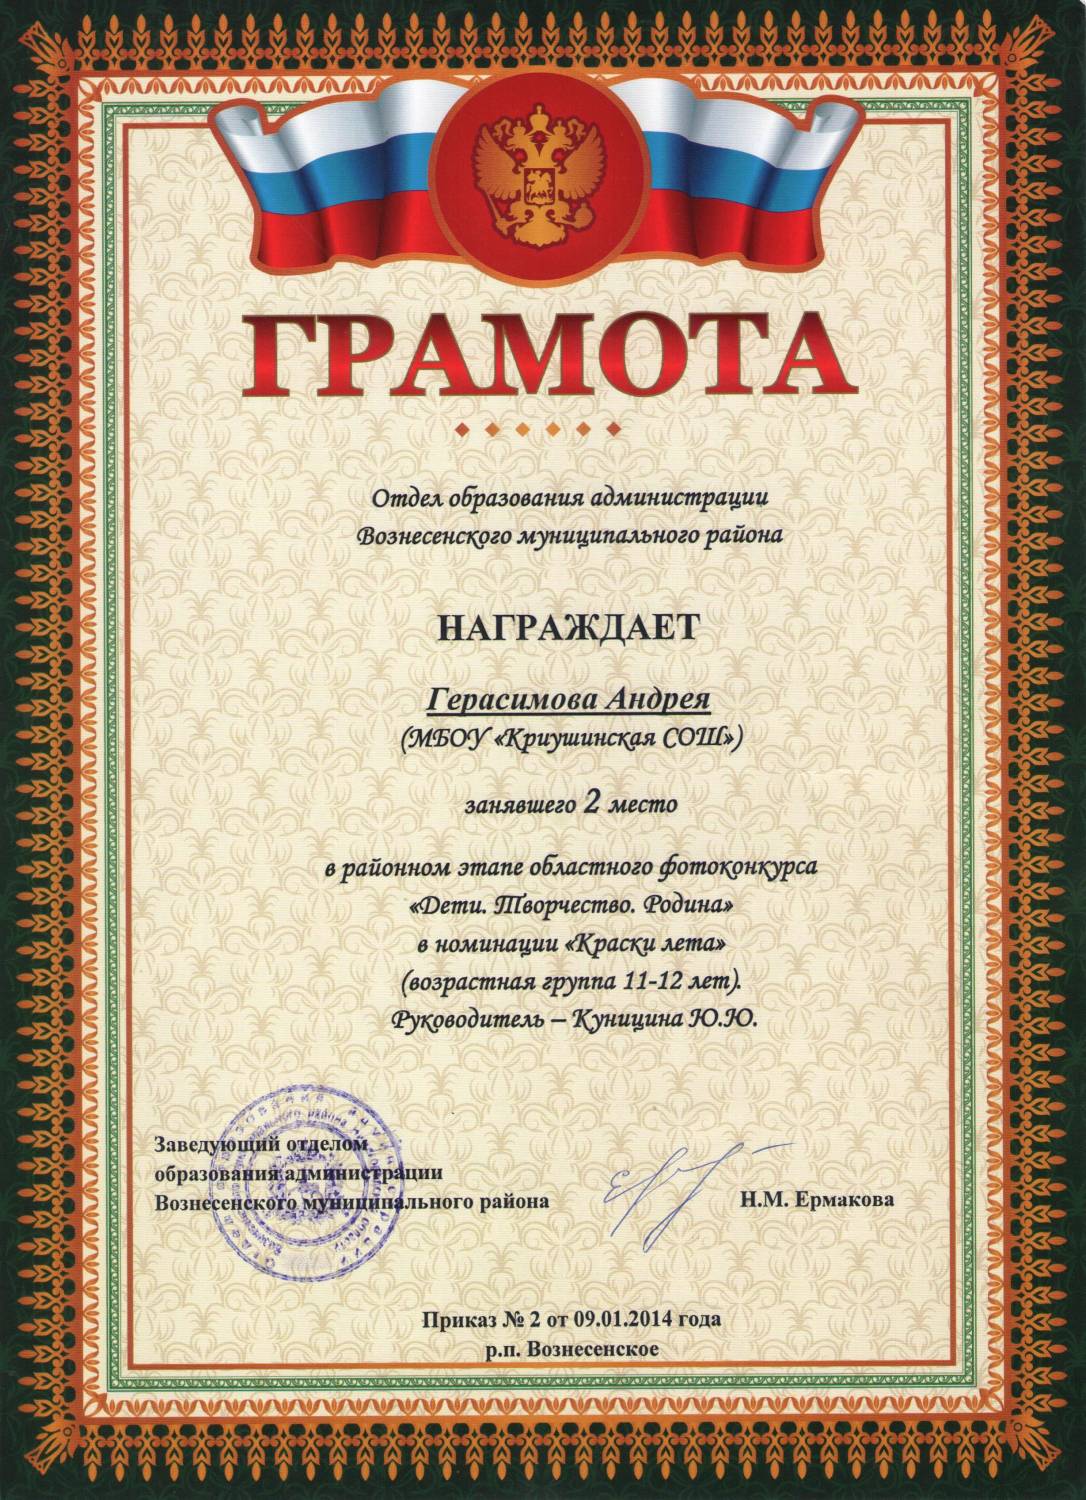 ГРАМОТА
Отдел образования администрации
Вознесенского муниципального района
НАГРАЖДАЕТ
Герасимова Андрея
(МБОУ «Криушинская СОШ»)
занявшего 2 место
в районном этапе областного фотоконкурса
«Дети. Творчество. Родина»
в номинации «Краски лета»
(возрастная группа 11-12 лет).
Руководитель – Куницина Ю.Ю.
Заведующий отделом
образования администрации
Вознесенского муниципального района
Н.М. Ермакова
Приказ № 2 от 09.01.2014 года
р.п. Вознесенское